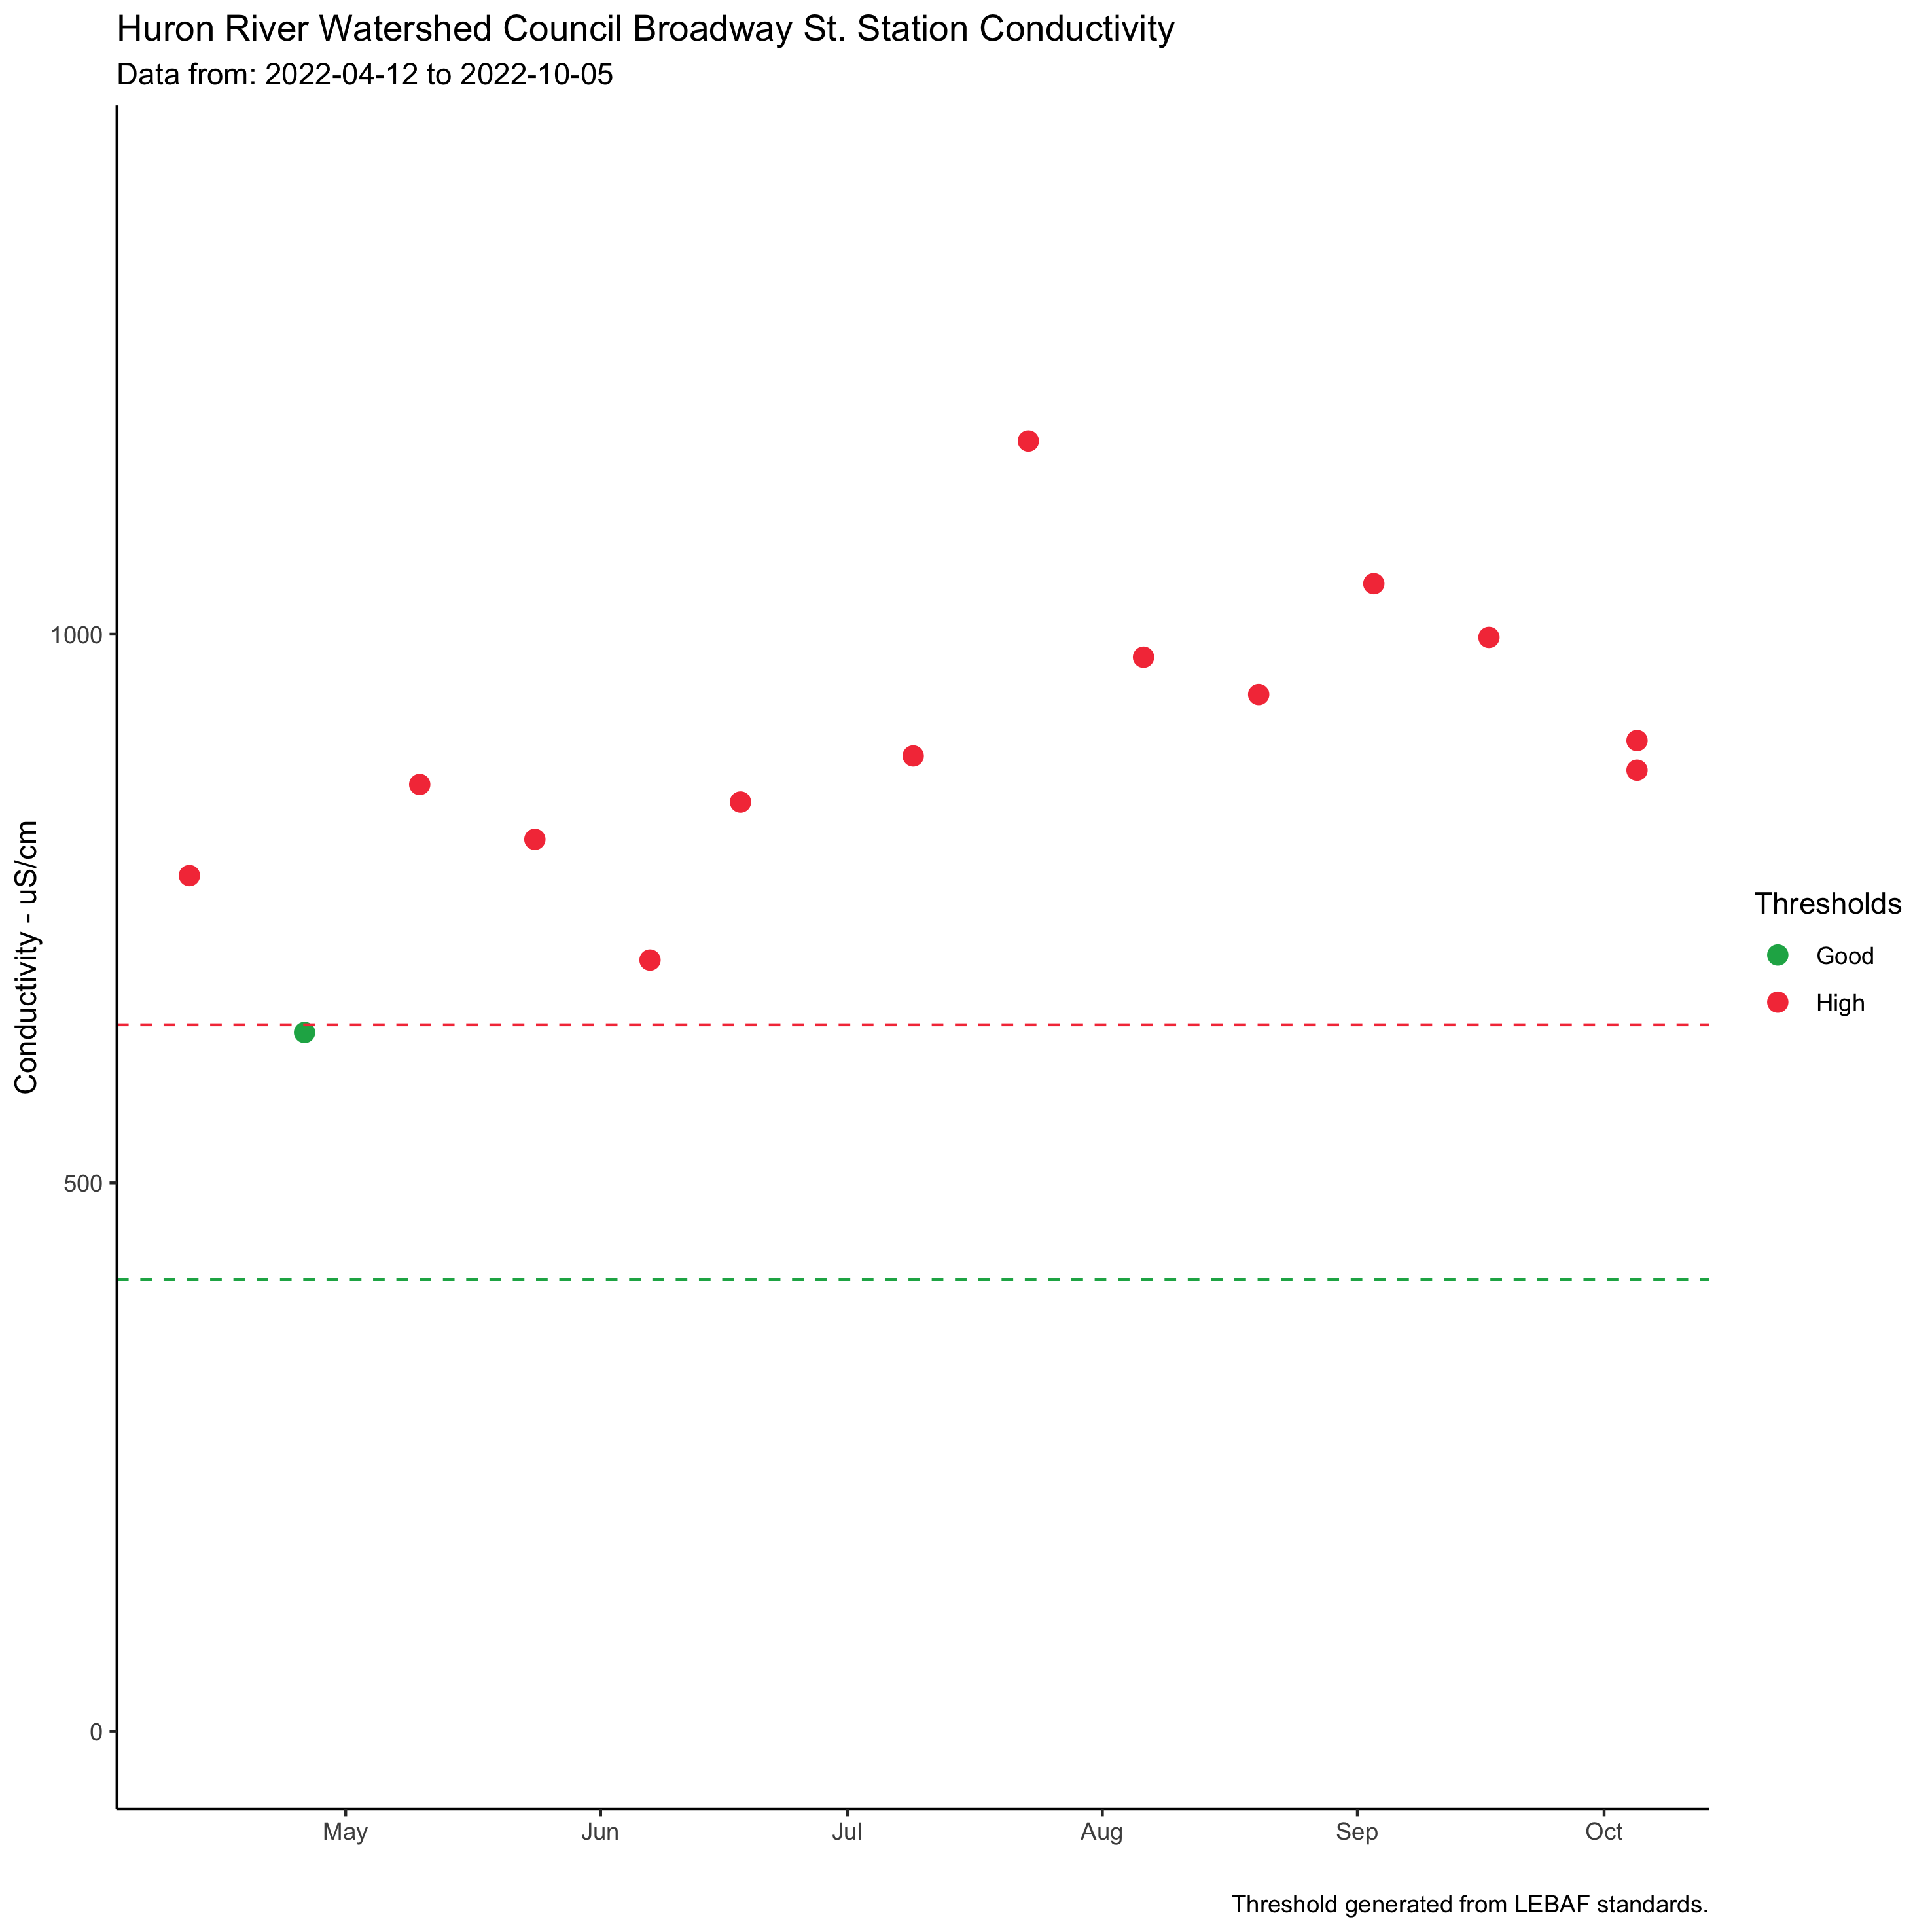 Huron River Watershed Council Broadway St. Station Conductivity
Data from: 2022-04-12 to 2022-10-05
Conductivity - uS/cm
1000
500
0
May Jun Jul Aug Sep Oct
Thresholds
Good
High
Threshold generated from LEBAF standards.